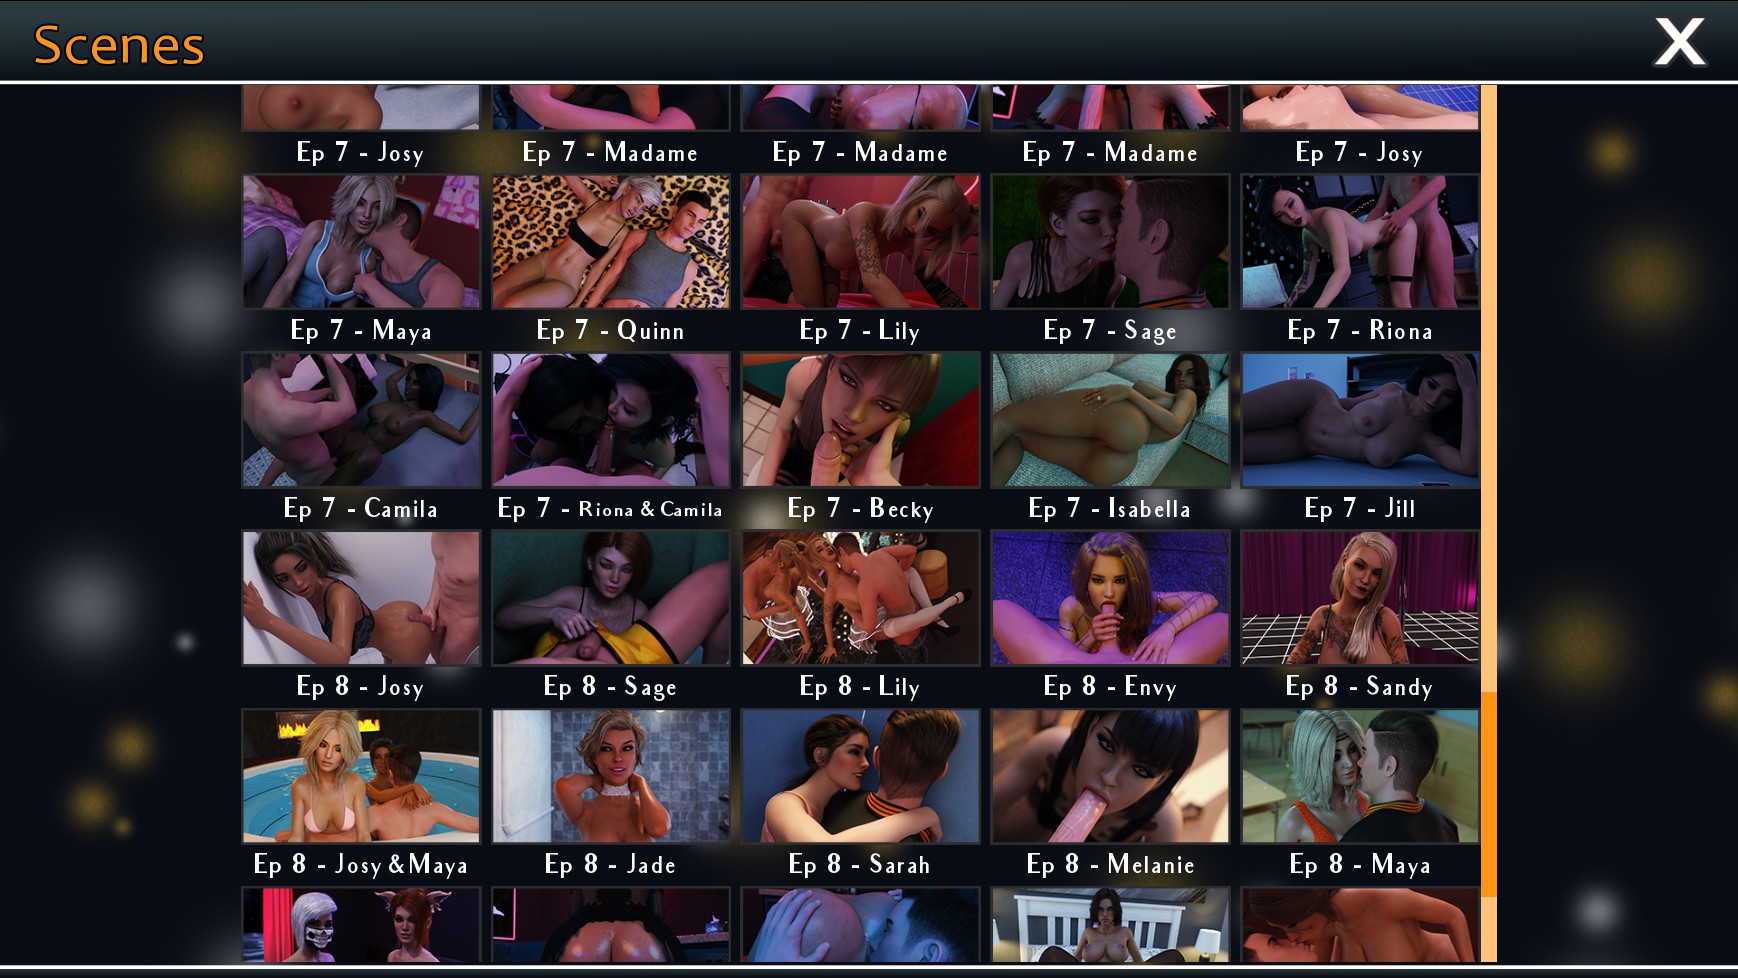 Scenes
X
Ep 7 - Josy
Ep 7 - Madame
Ep 7 - Madame
Ep 7 - Madame
Ep 7 - Josy
Ep 7 - Maya
Ep 7 - Quinn
Ep 7 - Lily
Ep 7 - Sage
Ep 7 - Riona
Ep 7 - Camila
Ep 7 - Riona & Camila
Ep 7 - Becky
Ep 7 - Isabella
Ep 7 - Jill
Ep 8 - Josy
Ep 8 - Sage
Ep 8 - Lily
Ep 8 - Envy
Ep 8 - Sandy
Ep 8 - Josy & Maya
Ep 8 - Jade
Ep 8 - Sarah
Ep 8 - Melanie
Ep 8 - Maya